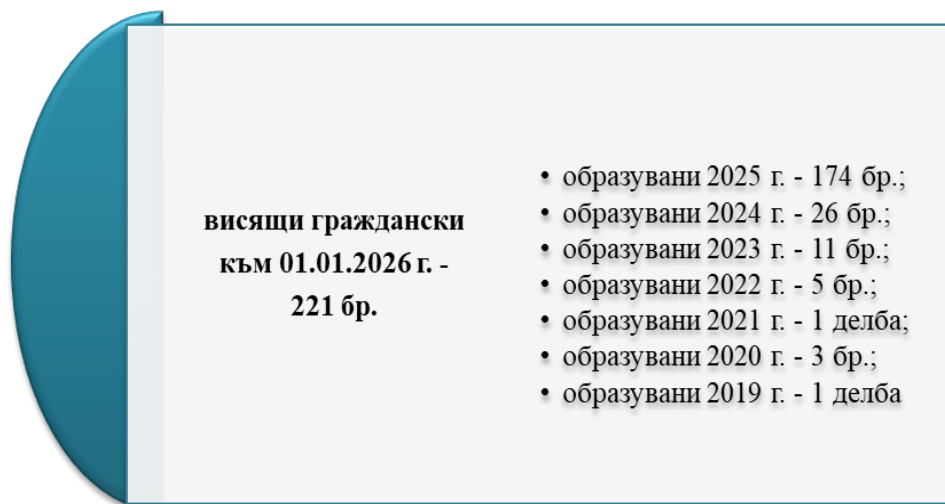 висящи граждански
към 01.01.2026 г. -
221 бр.
• образувани 2025 г. - 174 бр.;
• образувани 2024 г. - 26 бр.;
• образувани 2023 г. - 11 бр.;
• образувани 2022 г. - 5 бр.;
• образувани 2021 г. - 1 делба;
• образувани 2020 г. - 3 бр.;
• образувани 2019 г. - 1 делба